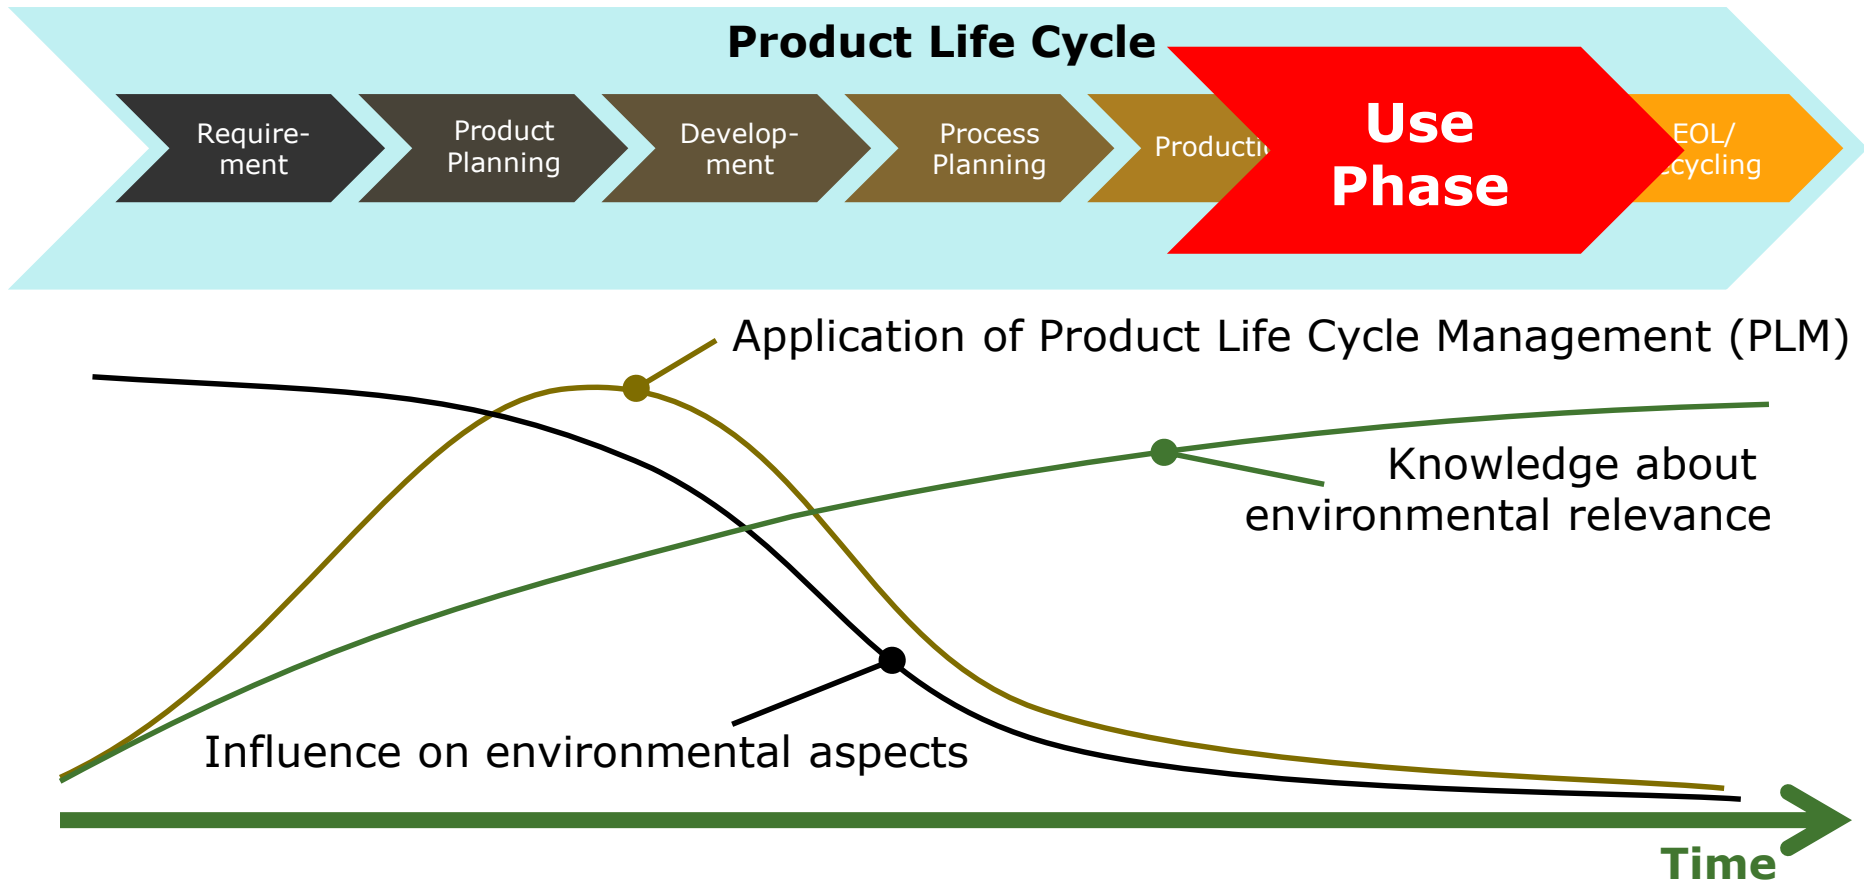 Product Life Cycle
Require-
ment
Product
Planning
Develop-
ment
Process
Planning
Use
Phase
EOL/
Application of Product Life Cycle Management (PLM)
Knowledge about
environmental relevance
Influence on environmental aspects
Time